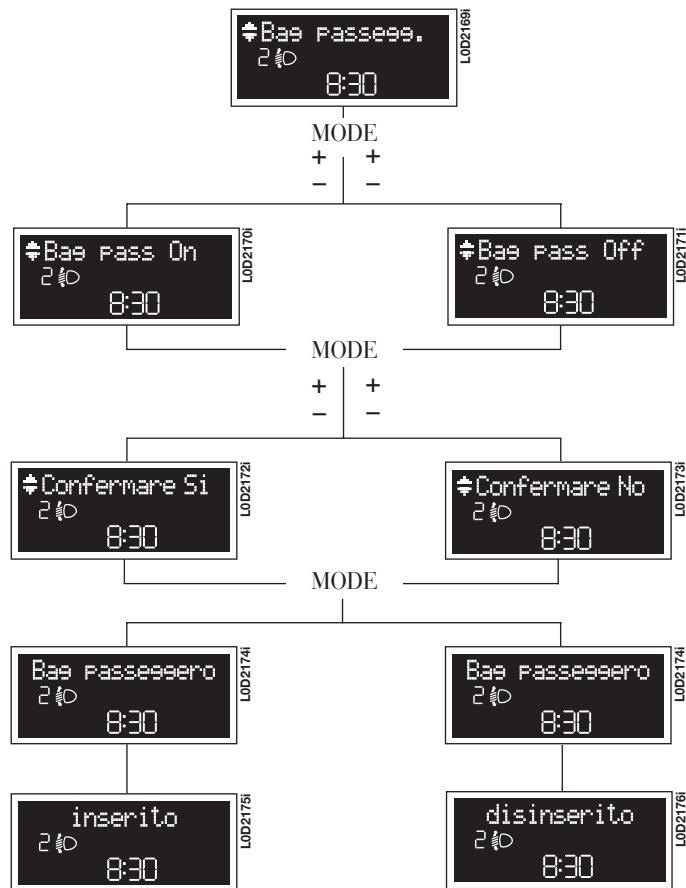 Bag passegg.
2
8:30
L0D2169i
MODE
+ +
– –
Bag pass On
2
8:30
L0D2170i
Bag pass Off
2
8:30
L0D2171i
MODE
+ +
– –
Confermare Si
2
8:30
L0D2172i
Confermare No
2
8:30
L0D2173i
MODE
Bag passeggero
2
8:30
L0D2174i
Bag passeggero
2
8:30
L0D2174i
inserito
2
8:30
L0D2175i
disinserito
2
8:30
L0D2176i